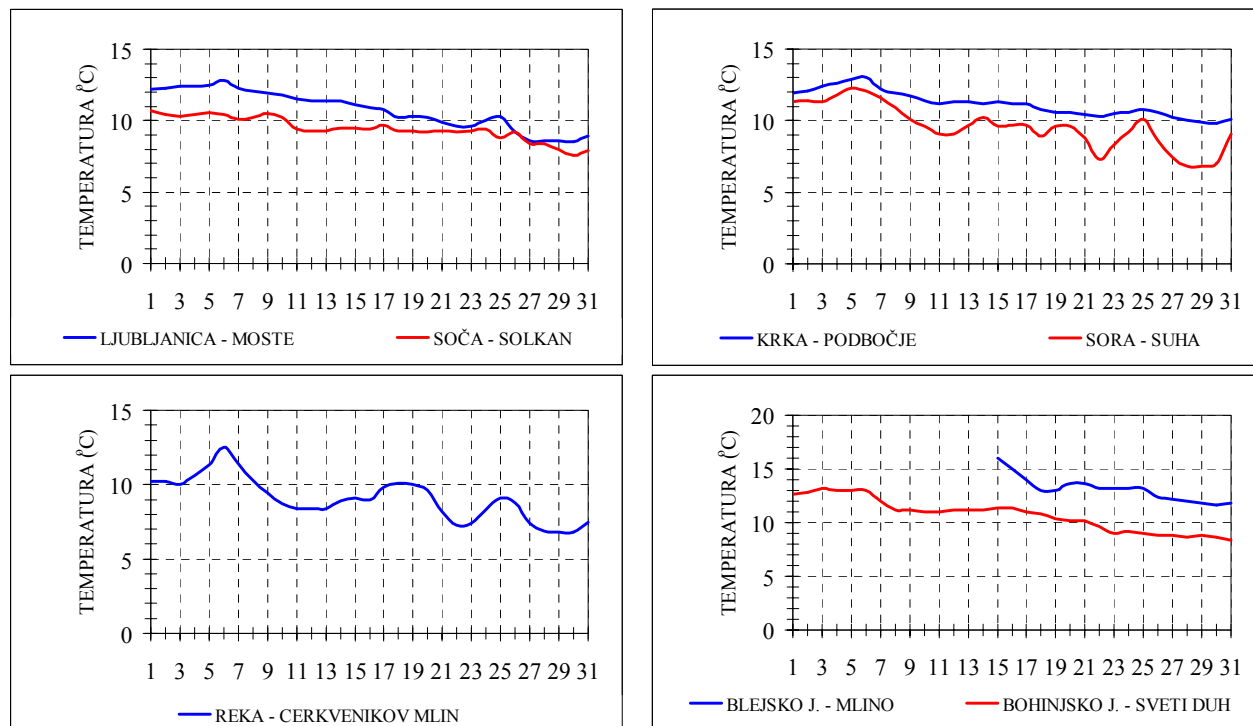 TEMPERATURA (ºC)
15
10
5
0
1 3 5 7 9 11 13 15 17 19 21 23 25 27 29 31
LJUBLJANICA - MOSTE SOČA - SOLKAN
TEMPERATURA (ºC)
15
10
5
0
1 3 5 7 9 11 13 15 17 19 21 23 25 27 29 31
KRKA - PODBOČJE SORA - SUHA
TEMPERATURA (ºC)
15
10
5
0
1 3 5 7 9 11 13 15 17 19 21 23 25 27 29 31
REKA - CERKVENIKOV MLIN
TEMPERATURA (ºC)
20
15
10
5
0
1 3 5 7 9 11 13 15 17 19 21 23 25 27 29 31
BLEJSKO J. - MLINO BOHINJSKO J. - SVETI DUH